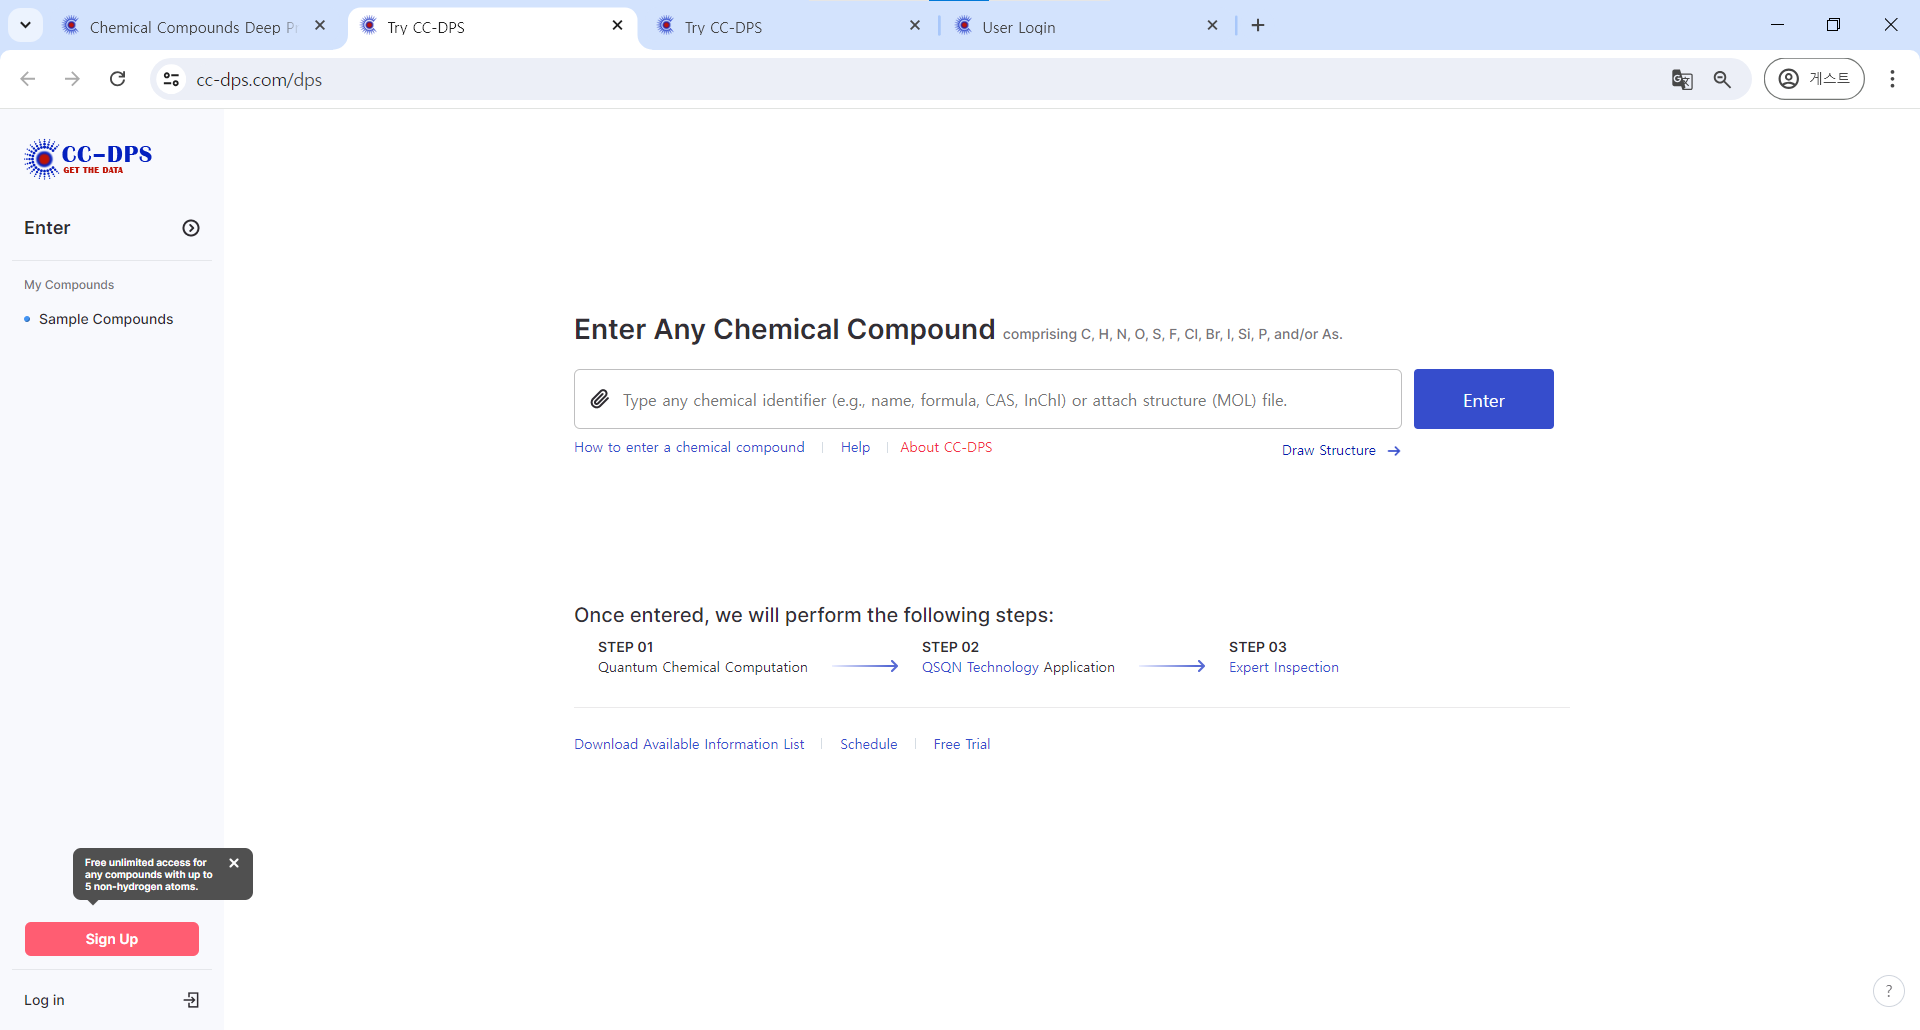 Chemical Compounds Deep Pr
Try CC-DPS
Try CC-DPS
User Login
cc-dps.com/dps
게스트
CC-DPS
GET THE DATA
Enter
My Compounds
Sample Compounds
Enter Any Chemical Compound comprising C, H, N, O, S, F, Cl, Br, I, Si, P, and/or As.
Type any chemical identifier (e.g., name, formula, CAS, InChI) or attach structure (MOL) file.
Enter
How to enter a chemical compound
Help
About CC-DPS
Draw Structure
Once entered, we will perform the following steps:
STEP 01
Quantum Chemical Computation
STEP 02
QSQN Technology Application
STEP 03
Expert Inspection
Download Available Information List
Schedule
Free Trial
Free unlimited access for
any compounds with up to
5 non-hydrogen atoms.
Sign Up
Log in
?